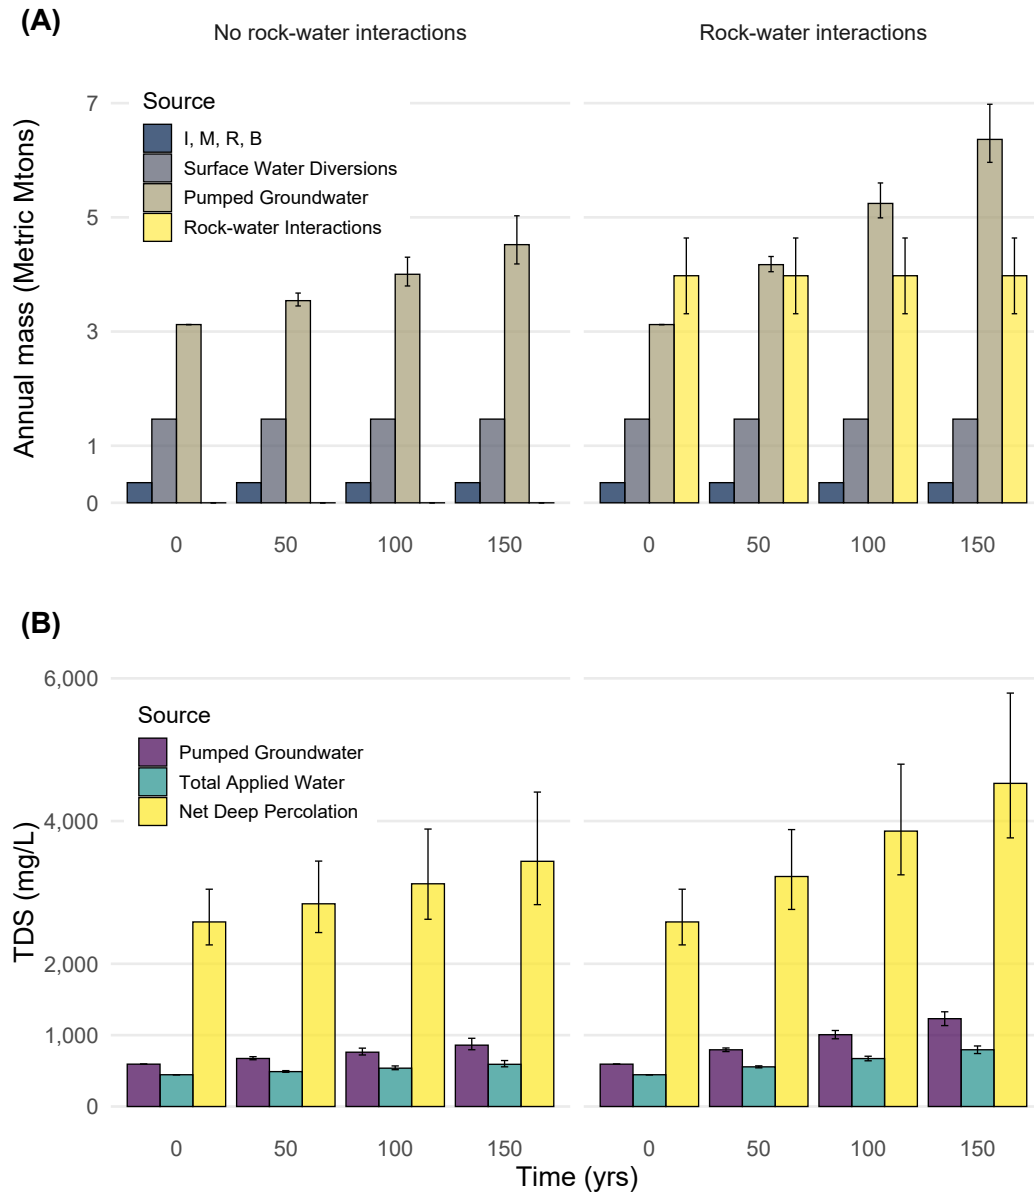 (A)
No rock-water interactions
Rock-water interactions
Annual mass (Metric Mtons)
7
5
3
1
0
Source
I, M, R, B
Surface Water Diversions
Pumped Groundwater
Rock-water Interactions
0 50 100 150
0 50 100 150
(B)
TDS (mg/L)
6,000
4,000
2,000
1,000
0
Source
Pumped Groundwater
Total Applied Water
Net Deep Percolation
0 50 100 150
0 50 100 150
Time (yrs)